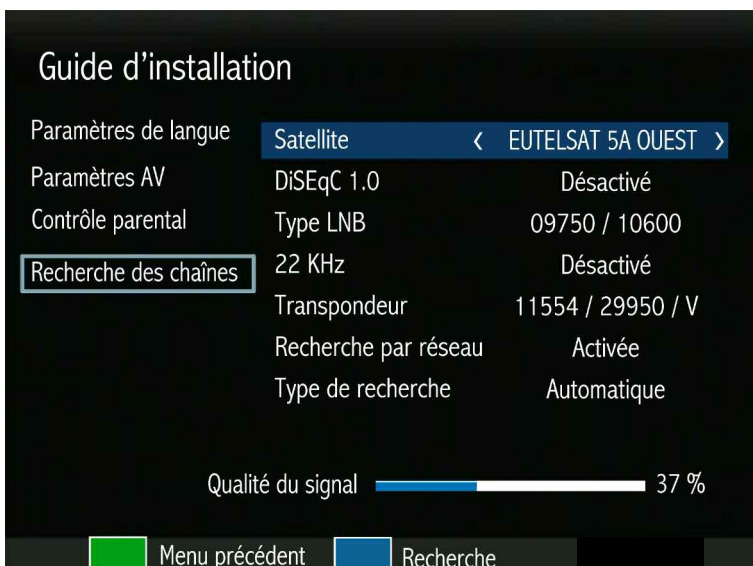 Guide d'installation
Paramètres de langue
Paramètres AV
Contrôle parental
Recherche des chaînes
Satellite < EUTELSAT 5A OUEST >
DiSEqC 1.0 Désactivé
Type LNB 09750 / 10600
22 KHz Désactivé
Transpondeur 11554 / 29950 / V
Recherche par réseau Activée
Type de recherche Automatique
Qualité du signal 37 %
Menu précédent Recherche